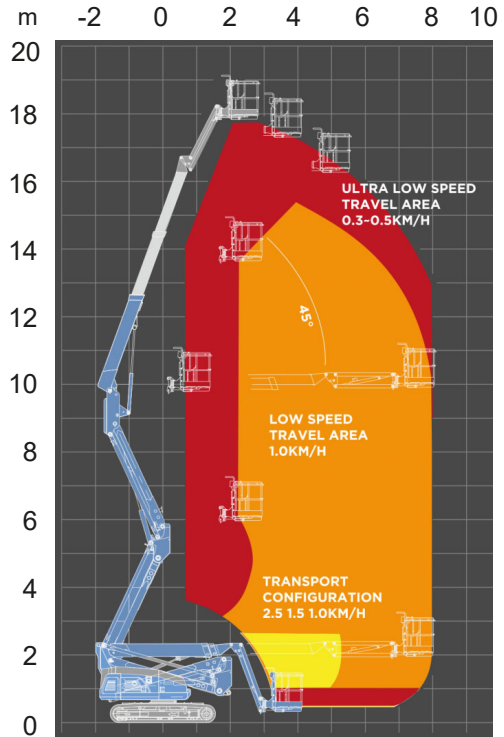 m -2 0 2 4 6 8 10
20
18
16
ULTRA LOW SPEED
TRAVEL AREA
0.3~0.5KM/H
14
12
45°
10
LOW SPEED
TRAVEL AREA
1.0KM/H
8
6
4
TRANSPORT
CONFIGURATION
2.5 1.5 1.0KM/H
2
0